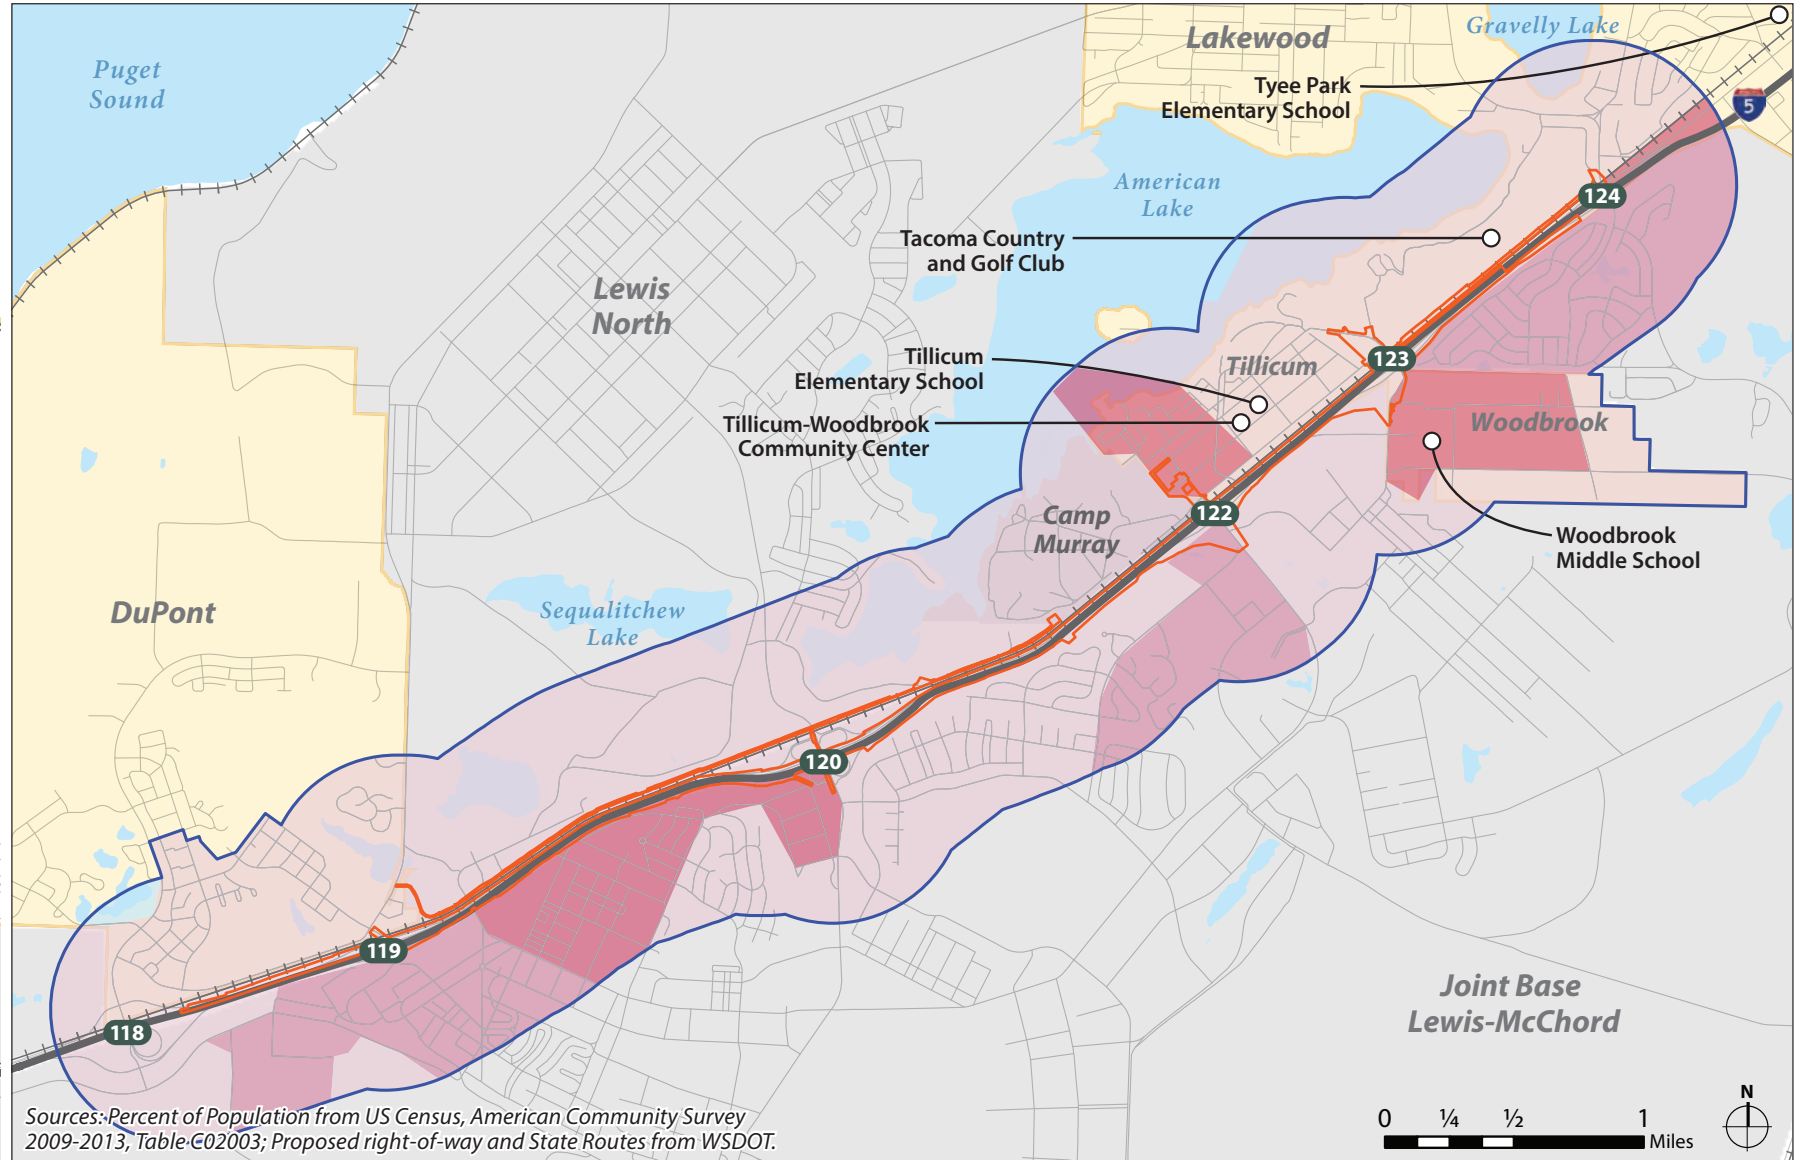 Puget
Sound
Lakewood
Gravelly Lake
Tyee Park
Elementary School
5
American
Lake
124
Tacoma Country
and Golf Club
Lewis
North
Tillicum
Elementary School
Tillicum
123
Tillicum-Woodbrook
Community Center
Woodbrook
Camp
Murray
122
Woodbrook
Middle School
DuPont
Sequalitchew
Lake
120
119
118
Joint Base
Lewis-McChord
Sources: Percent of Population from US Census, American Community Survey
2009-2013, Table C02003; Proposed right-of-way and State Routes from WSDOT.
0 ¼ ½ 1
Miles
N